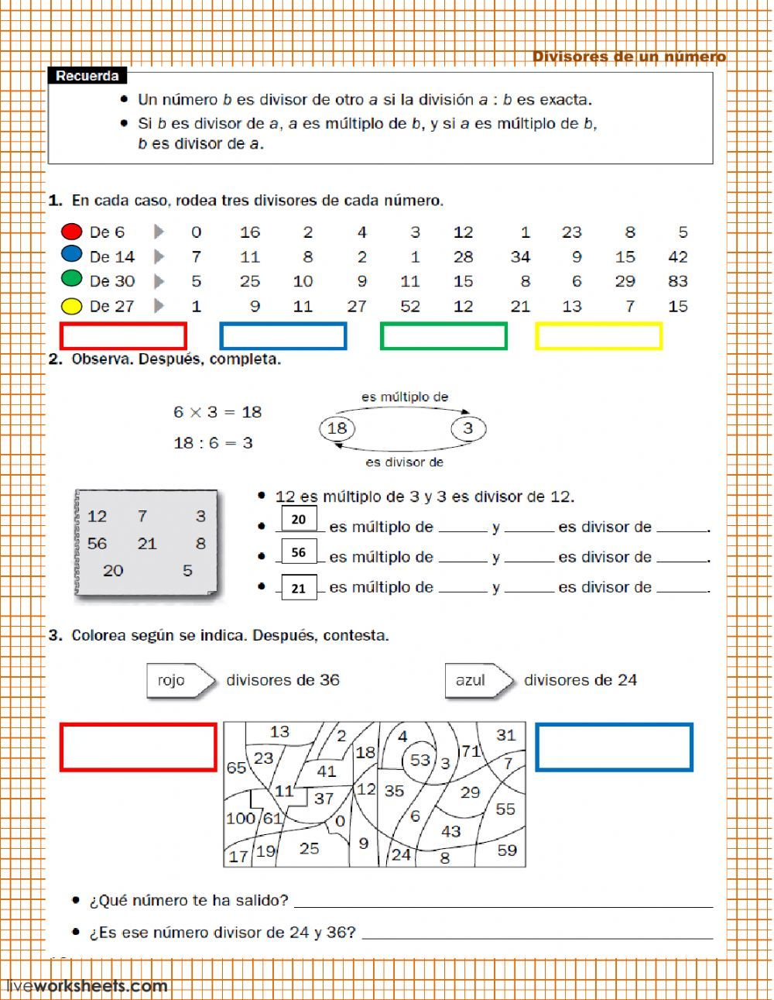 Divisores de un número
Recuerda
• Un número b es divisor de otro a si la división a : b es exacta.
• Si b es divisor de a, a es múltiplo de b, y si a es múltiplo de b,
b es divisor de a.
1. En cada caso, rodea tres divisores de cada número.
De 6 0 16 2 4 3 12 1 23 8 5
De 14 7 11 8 2 1 28 34 9 15 42
De 30 5 25 10 9 11 15 8 6 29 83
De 27 1 9 11 27 52 12 21 13 7 15
2. Observa. Después, completa.
6 × 3 = 18
18 : 6 = 3
es múltiplo de
18 3
es divisor de
12 7 3
56 21 8
20 5
• 12 es múltiplo de 3 y 3 es divisor de 12.
• 20 es múltiplo de ______ y ______ es divisor de ______.
• 56 es múltiplo de ______ y ______ es divisor de ______.
• 21 es múltiplo de ______ y ______ es divisor de ______.
3. Colorea según se indica. Después, contesta.
rojo divisores de 36 azul divisores de 24
13 2 4 31
65 23 41 18 53 3 71 7
11 37 12 35 29
100 61 0 6 43 55
17 19 25 9 24 8 59
• ¿Qué número te ha salido?
• ¿Es ese número divisor de 24 y 36?
liveworksheets.com